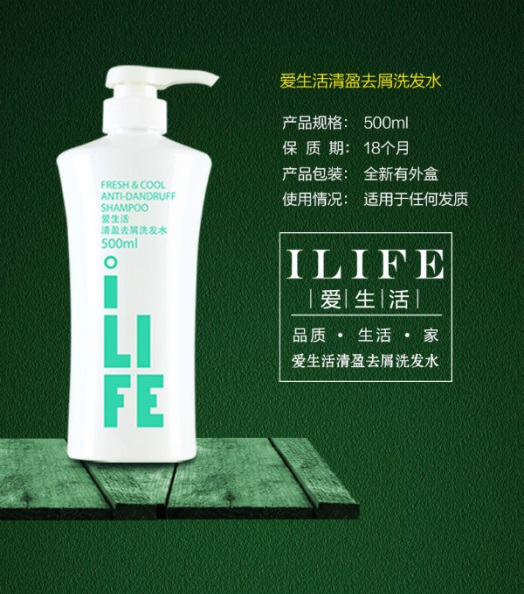 爱生活清盈去屑洗发水
产品规格： 500ml
保 质 期： 18个月
产品包装： 全新有外盒
使用情况： 适用于任何发质
FRESH & COOL
ANTI-DANDRUFF
SHAMPOO
爱生活
清盈去屑洗发水
500ml
iLIFE
ILIFE
|爱|生|活|
品质 · 生活 · 家
爱生活清盈去屑洗发水